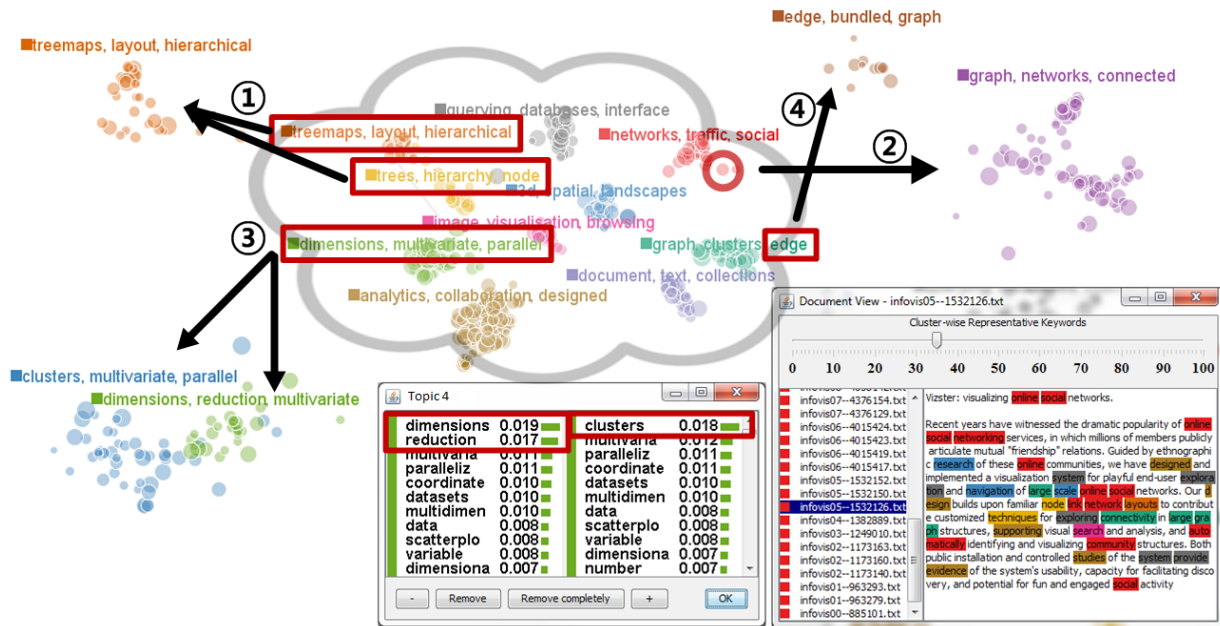 edge, bundled, graph
treemaps, layout, hierarchical
graph, networks, connected
1
querying, databases, interface
4
treemaps, layout, hierarchical
networks, traffic, social
2
trees, hierarchy, node
3d, spatial, landscapes
image, visualisation, browsing
3
dimensions, multivariate, parallel
graph, clusters, edge
document, text, collections
analytics, collaboration, designed
clusters, multivariate, parallel
dimensions, reduction, multivariate
Topic 4
dimensions 0.019 clusters 0.018
reduction 0.017 multivaria 0.012
multivaria 0.011 paralleliz 0.011
paralleliz 0.011 coordinate 0.011
coordinate 0.010 datasets 0.010
datasets 0.010 multidimen 0.010
multidimen 0.010 data 0.008
data 0.008 scatterplo 0.008
scatterplo 0.008 variable 0.008
variable 0.008 dimensiona 0.007
dimensiona 0.007 number 0.007
- Remove Remove completely + OK
Document View - infovis05--1532126.txt
Cluster-wise Representative Keywords
0 10 20 30 40 50 60 70 80 90 100
infovis07--4376154.txt
infovis07--4376129.txt
infovis06--4015424.txt
infovis06--4015423.txt
infovis06--4015419.txt
infovis06--4015417.txt
infovis05--1532152.txt
infovis05--1532150.txt
infovis05--1532126.txt
infovis04--1382889.txt
infovis03--1249010.txt
infovis02--1173163.txt
infovis02--1173160.txt
infovis02--1173140.txt
infovis01--963293.txt
infovis01--963279.txt
infovis00--885101.txt
Vizster: visualizing online social networks.
Recent years have witnessed the dramatic popularity of online
social networking services, in which millions of members publicly
articulate mutual "friendship" relations. Guided by ethnographi
c research of these online communities, we have designed and
implemented a visualization system for playful end-user explora
tion and navigation of large scale online social networks. Our d
esign builds upon familiar node link network layouts to contribut
e customized techniques for exploring connectivity in large gra
ph structures, supporting visual search and analysis, and auto
matically identifying and visualizing community structures. Both
public installation and controlled studies of the system provide
evidence of the system's usability, capacity for facilitating disco
very, and potential for fun and engaged social activity